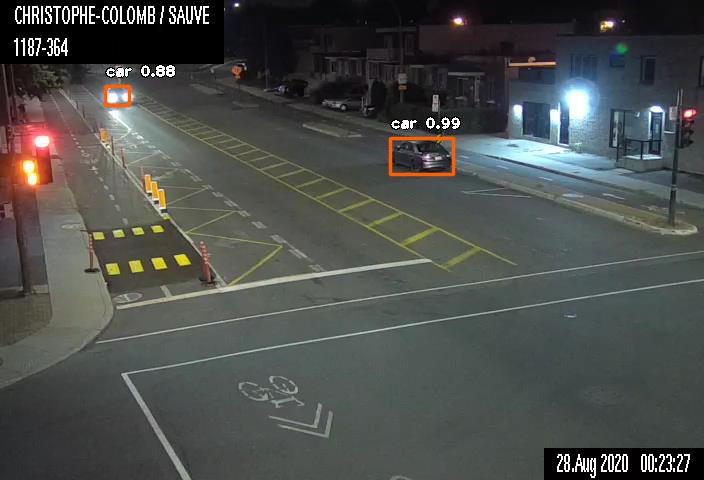 CHRISTOPHE-COLOMB / SAUVE
1187-364
car 0.88
car 0.99
28.Aug 2020 00:23:27